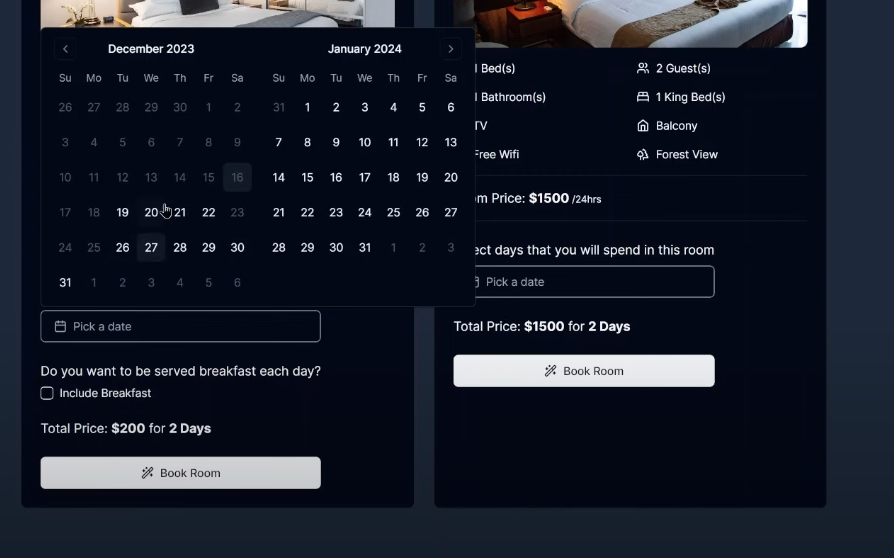 December 2023
Su Mo Tu We Th Fr Sa
26 27 28 29 30 1 2
3 4 5 6 7 8 9
10 11 12 13 14 15 16
17 18 19 20 21 22 23
24 25 26 27 28 29 30
31 1 2 3 4 5 6
January 2024
Su Mo Tu We Th Fr Sa
31 1 2 3 4 5 6
7 8 9 10 11 12 13
14 15 16 17 18 19 20
21 22 23 24 25 26 27
28 29 30 31 1 2 3
Pick a date
Do you want to be served breakfast each day?
Include Breakfast
Total Price: $200 for 2 Days
Book Room
Bed(s)
2 Guest(s)
Bathroom(s)
1 King Bed(s)
TV
Balcony
Free Wifi
Forest View
Price: $1500 /24hrs
days that you will spend in this room
Pick a date
Total Price: $1500 for 2 Days
Book Room